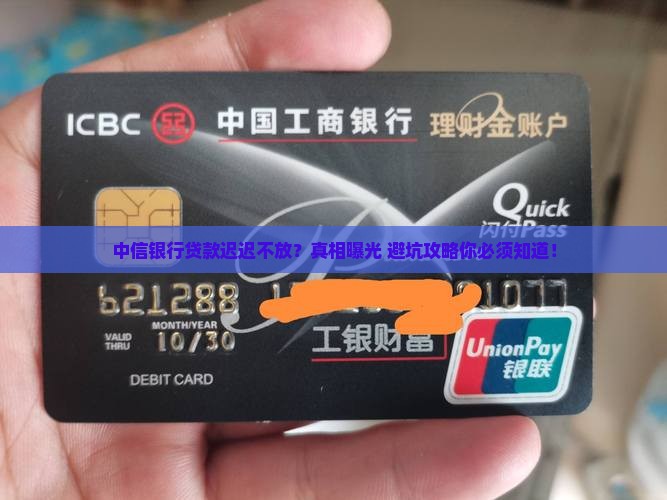 ICBC 中国工商银行 理财金账户
Quick
闪付Pass
中信银行贷款迟迟不放？真相曝光 避坑攻略你必须知道！
621288
VALID THRU
MONTH/YEAR
10/30
工银财富
UnionPay
银联
DEBIT CARD